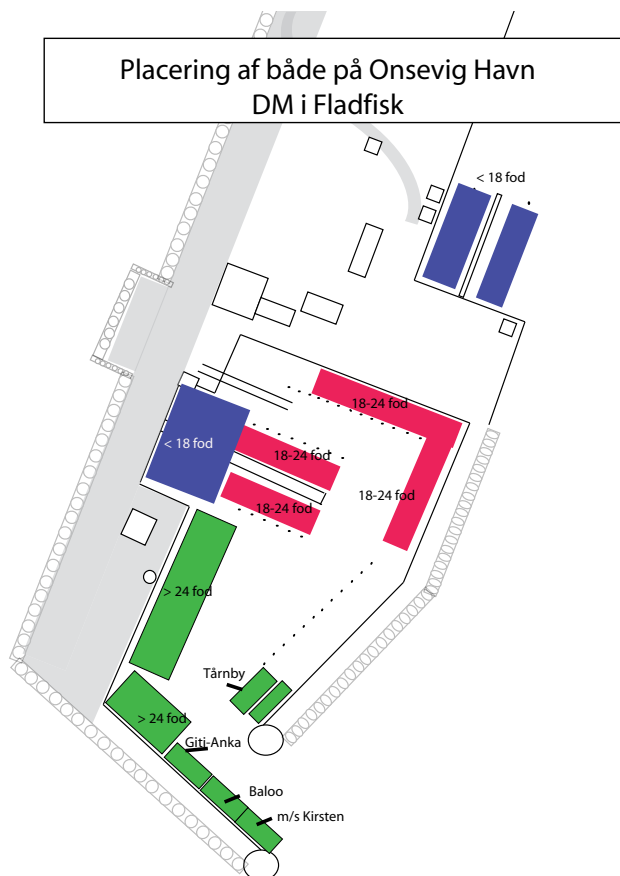 Placering af både på Onsevig Havn
DM i Fladfisk
< 18 fod
18-24 fod
< 18 fod
18-24 fod
18-24 fod
18-24 fod
> 24 fod
Tårnby
> 24 fod
Giti-Anka
Baloo
m/s Kirsten